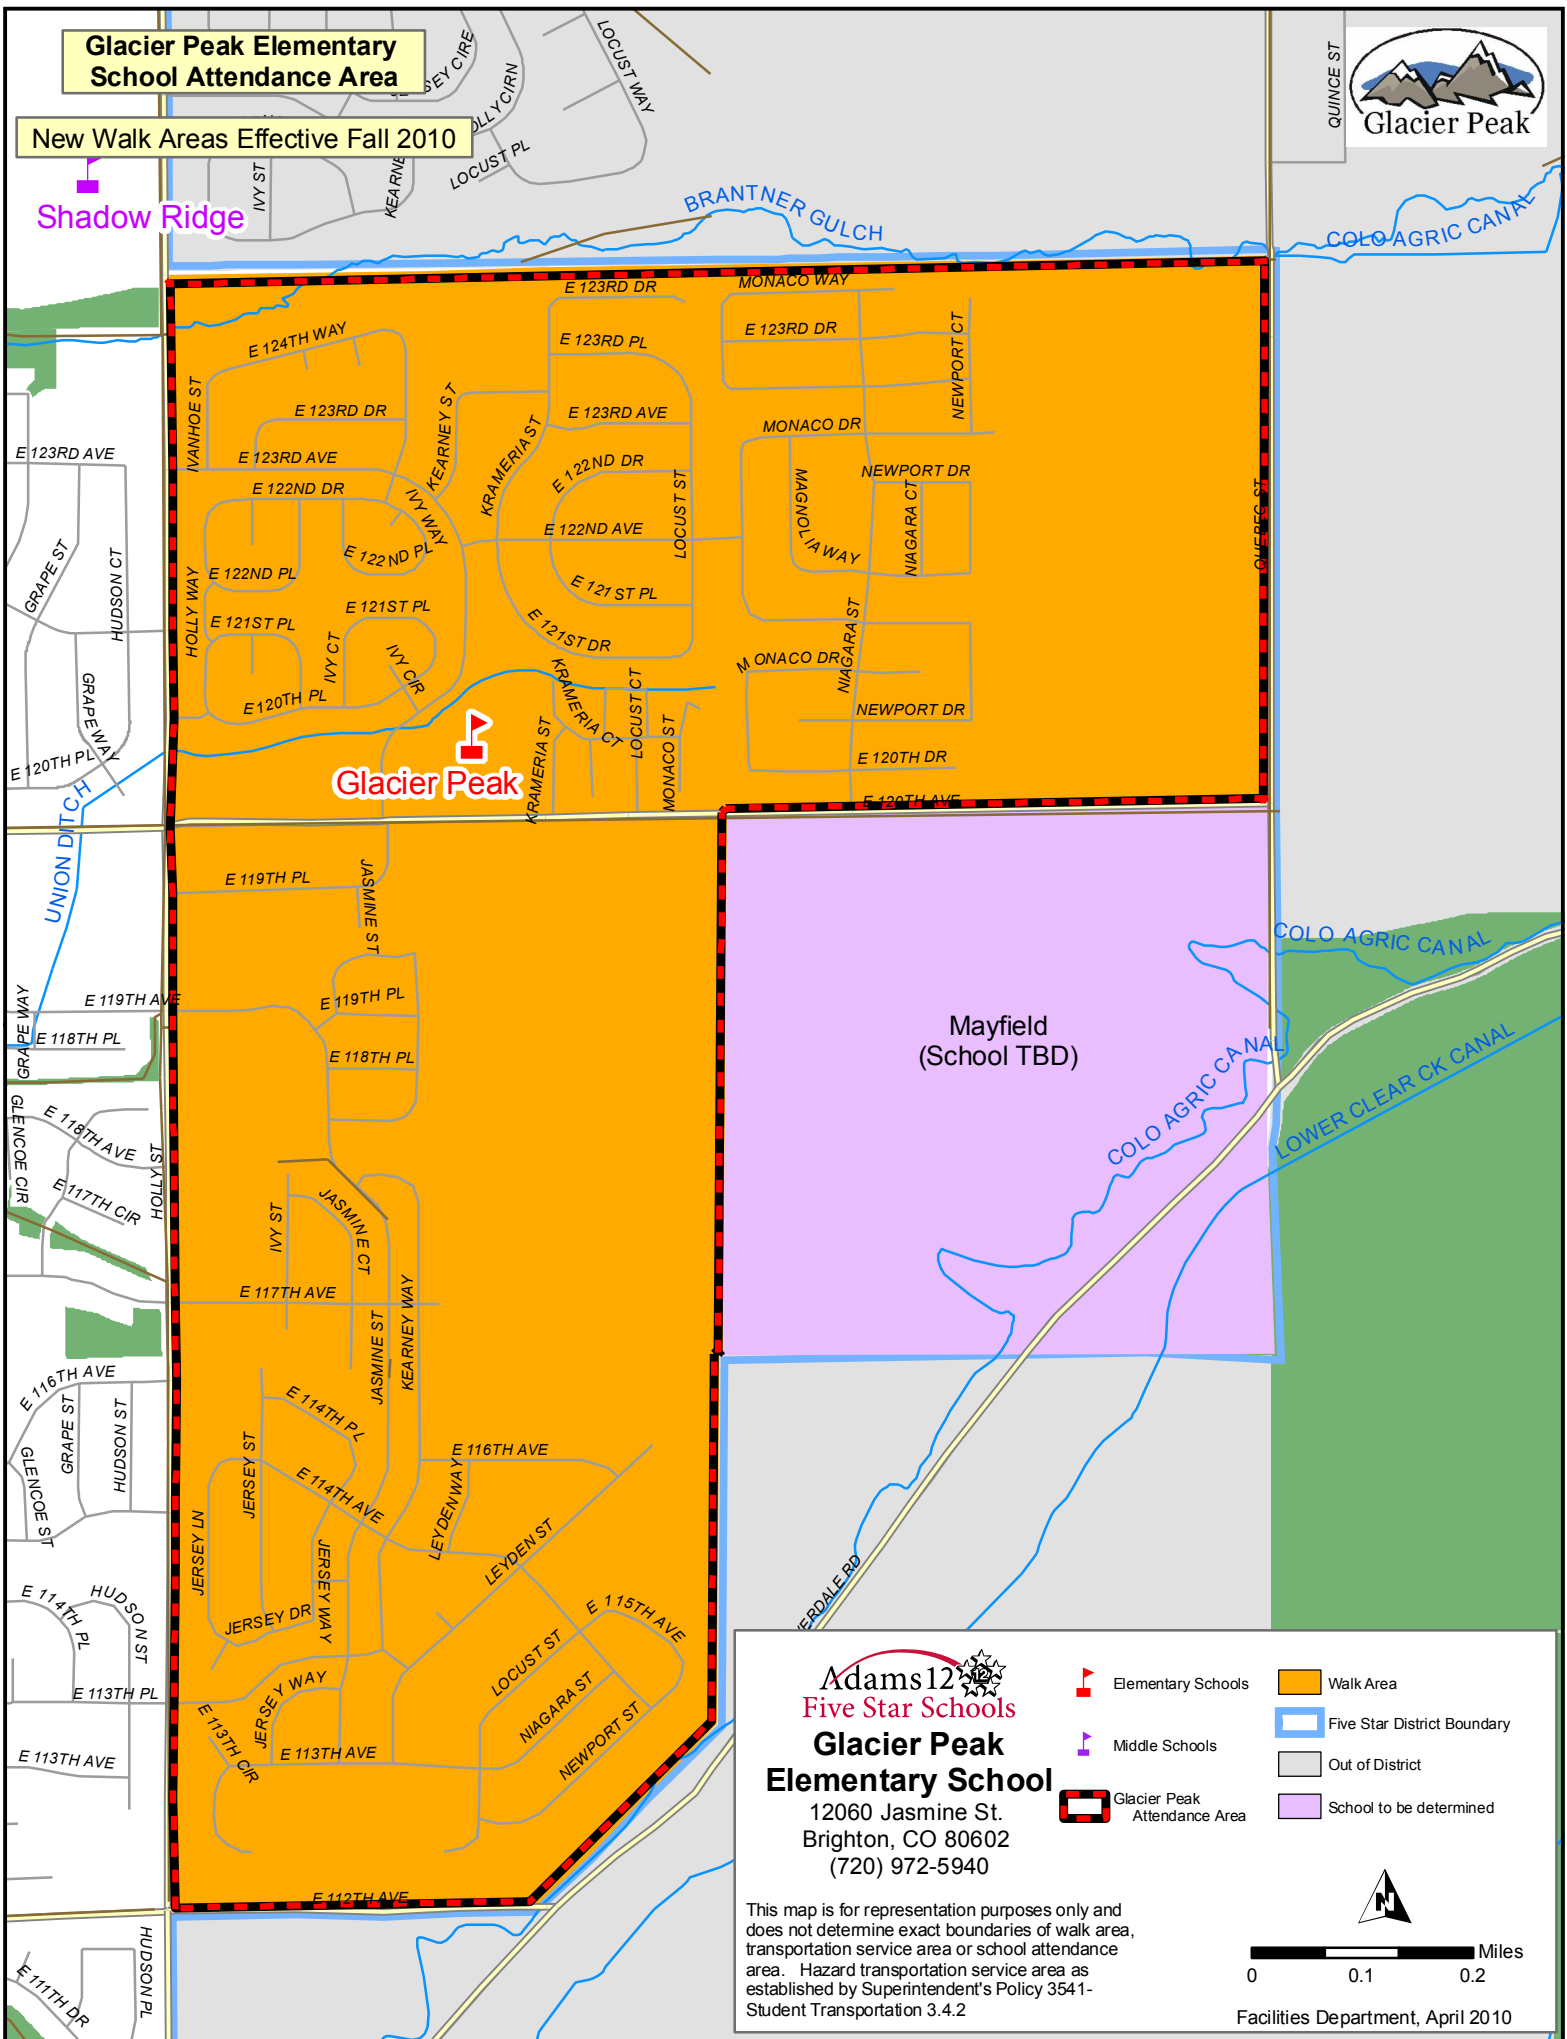 Glacier Peak Elementary
School Attendance Area
New Walk Areas Effective Fall 2010
Shadow Ridge
LOCUST WAY
LOCUST PL
IVY ST
QUINCE ST
Glacier Peak
BRANTNER GULCH
COLO AGRIC CANAL
E 123RD DR
MONACO WAY
E 124TH WAY
E 123RD PL
E 123RD DR
NEWPORT CT
IVANHOE ST
E 123RD DR
KEARNEY ST
KRAMERIA ST
E 123RD AVE
MONACO DR
E 123RD AVE
E 123RD AVE
E 122ND DR
E 122ND DR
IVY WAY
LOCUST ST
MAGNOLIA WAY
NEWPORT DR
NIAGARA CT
QUEBEC ST
E 122ND AVE
E 122ND PL
E 122ND PL
GRAPE ST
HUDSON CT
HOLLY WAY
E 121ST PL
E 121ST PL
E 121ST PL
E 121ST DR
IVY CT
IVY CIR
NIAGARA ST
MONACO DR
GRAPE WAY
E 120TH PL
E 120TH PL
KRAMERIA CT
LOCUST CT
KRAMERIA ST
MONACO ST
NEWPORT DR
E 120TH DR
Glacier Peak
E 120TH AVE
UNION DITCH
E 119TH PL
JASMINE ST
COLO AGRIC CANAL
GRAPE WAY
E 119TH AVE
E 119TH PL
E 118TH PL
E 118TH PL
Mayfield
(School TBD)
COLO AGRIC CANAL
LOWER CLEAR CK CANAL
GLENCOE CIR
E 118TH AVE
E 117TH CIR
HOLLY ST
IVY ST
JASMINE CT
E 117TH AVE
JASMINE ST
KEARNEY WAY
E 116TH AVE
GRAPE ST
HUDSON ST
GLENCOE ST
E 114TH PL
JERSEY ST
E 116TH AVE
E 114TH AVE
LEYDEN WAY
LEYDEN ST
JERSEY LN
JERSEY WAY
JERSEY DR
E 114TH PL
HUDSON ST
E 115TH AVE
LOCUST ST
NIAGARA ST
NEWPORT ST
E 113TH PL
JERSEY WAY
E 113TH CIR
E 113TH AVE
E 113TH AVE
E 112TH AVE
HUDSON PL
E 111TH DR
VERDALE RD
Adams 12
12
Five Star Schools
Glacier Peak
Elementary School
12060 Jasmine St.
Brighton, CO 80602
(720) 972-5940
Elementary Schools
Middle Schools
Glacier Peak
Attendance Area
Walk Area
Five Star District Boundary
Out of District
School to be determined
This map is for representation purposes only and
does not determine exact boundaries of walk area,
transportation service area or school attendance
area. Hazard transportation service area as
established by Superintendent's Policy 3541-
Student Transportation 3.4.2
N
Miles
0 0.1 0.2
Facilities Department, April 2010